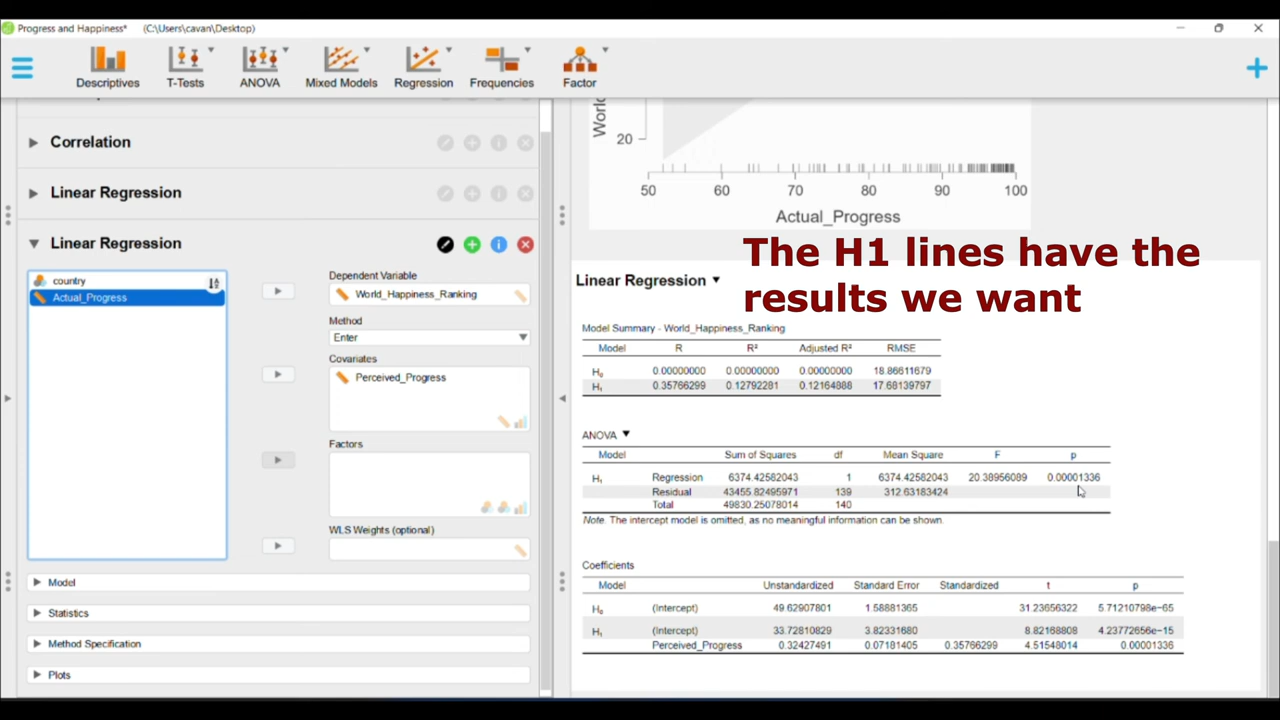 Progress and Happiness* (C:\Users\cavan\Desktop)
Descriptives T-Tests ANOVA Mixed Models Regression Frequencies Factor
Correlation
Linear Regression
Linear Regression
country
Actual_Progress
Dependent Variable
World_Happiness_Ranking
Method
Enter
Covariates
Perceived_Progress
Factors
WLS Weights (optional)
Model
Statistics
Method Specification
Plots
World
20
50 60 70 80 90 100
Actual_Progress
The H1 lines have the
results we want
Linear Regression
Model Summary - World_Happiness_Ranking
Model R R² Adjusted R² RMSE
H₀ 0.00000000 0.00000000 0.00000000 18.86611679
H₁ 0.35766299 0.12792281 0.12164888 17.68139797
ANOVA
Model Sum of Squares df Mean Square F p
H₁ Regression 6374.42582043 1 6374.42582043 20.38956089 0.00001336
Residual 43455.82495971 139 312.63183424
Total 49830.25078014 140
Note. The intercept model is omitted, as no meaningful information can be shown.
Coefficients
Model Unstandardized Standard Error Standardized t p
H₀ (Intercept) 49.62907801 1.58881365 31.23656322 5.71210798e-65
H₁ (Intercept) 33.72810829 3.82331680 8.82168808 4.23772656e-15
Perceived_Progress 0.32427491 0.07181405 0.35766299 4.51548014 0.00001336